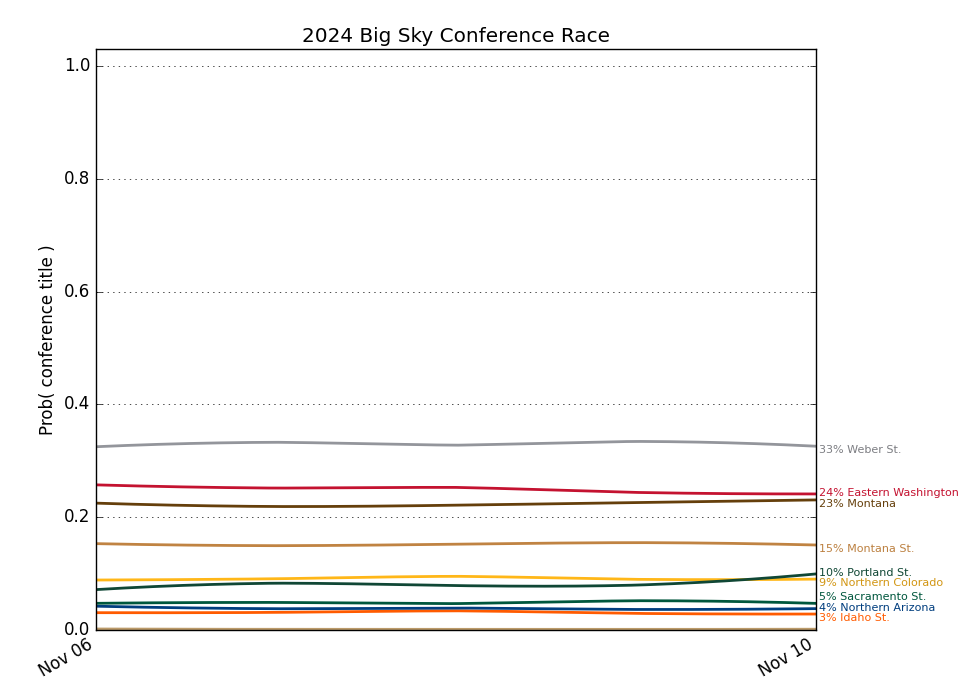 2024 Big Sky Conference Race
Prob( conference title )
1.0
0.8
0.6
0.4
0.2
0.0
33% Weber St.
24% Eastern Washington
23% Montana
15% Montana St.
10% Portland St.
9% Northern Colorado
5% Sacramento St.
4% Northern Arizona
3% Idaho St.
Nov 06
Nov 10